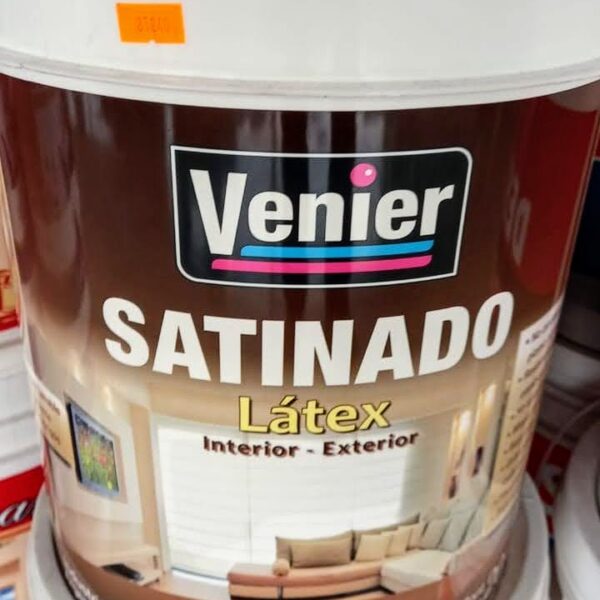 Venier
SATINADO
Látex
Interior - Exterior